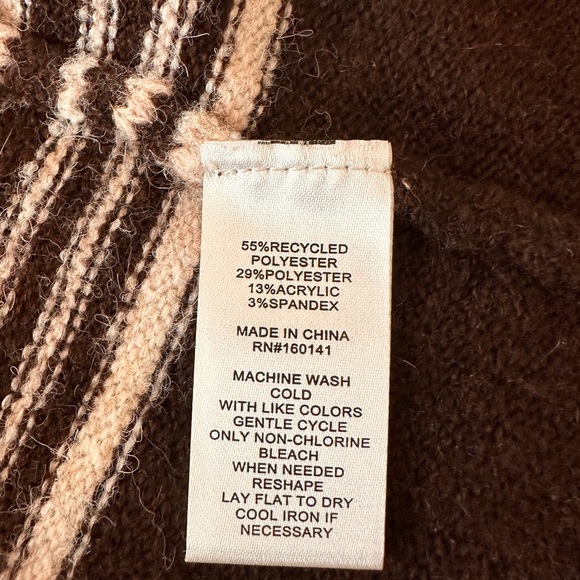 55%RECYCLED
POLYESTER
29%POLYESTER
13%ACRYLIC
3%SPANDEX
MADE IN CHINA
RN#160141
MACHINE WASH
COLD
WITH LIKE COLORS
GENTLE CYCLE
ONLY NON-CHLORINE
BLEACH
WHEN NEEDED
RESHAPE
LAY FLAT TO DRY
COOL IRON IF
NECESSARY